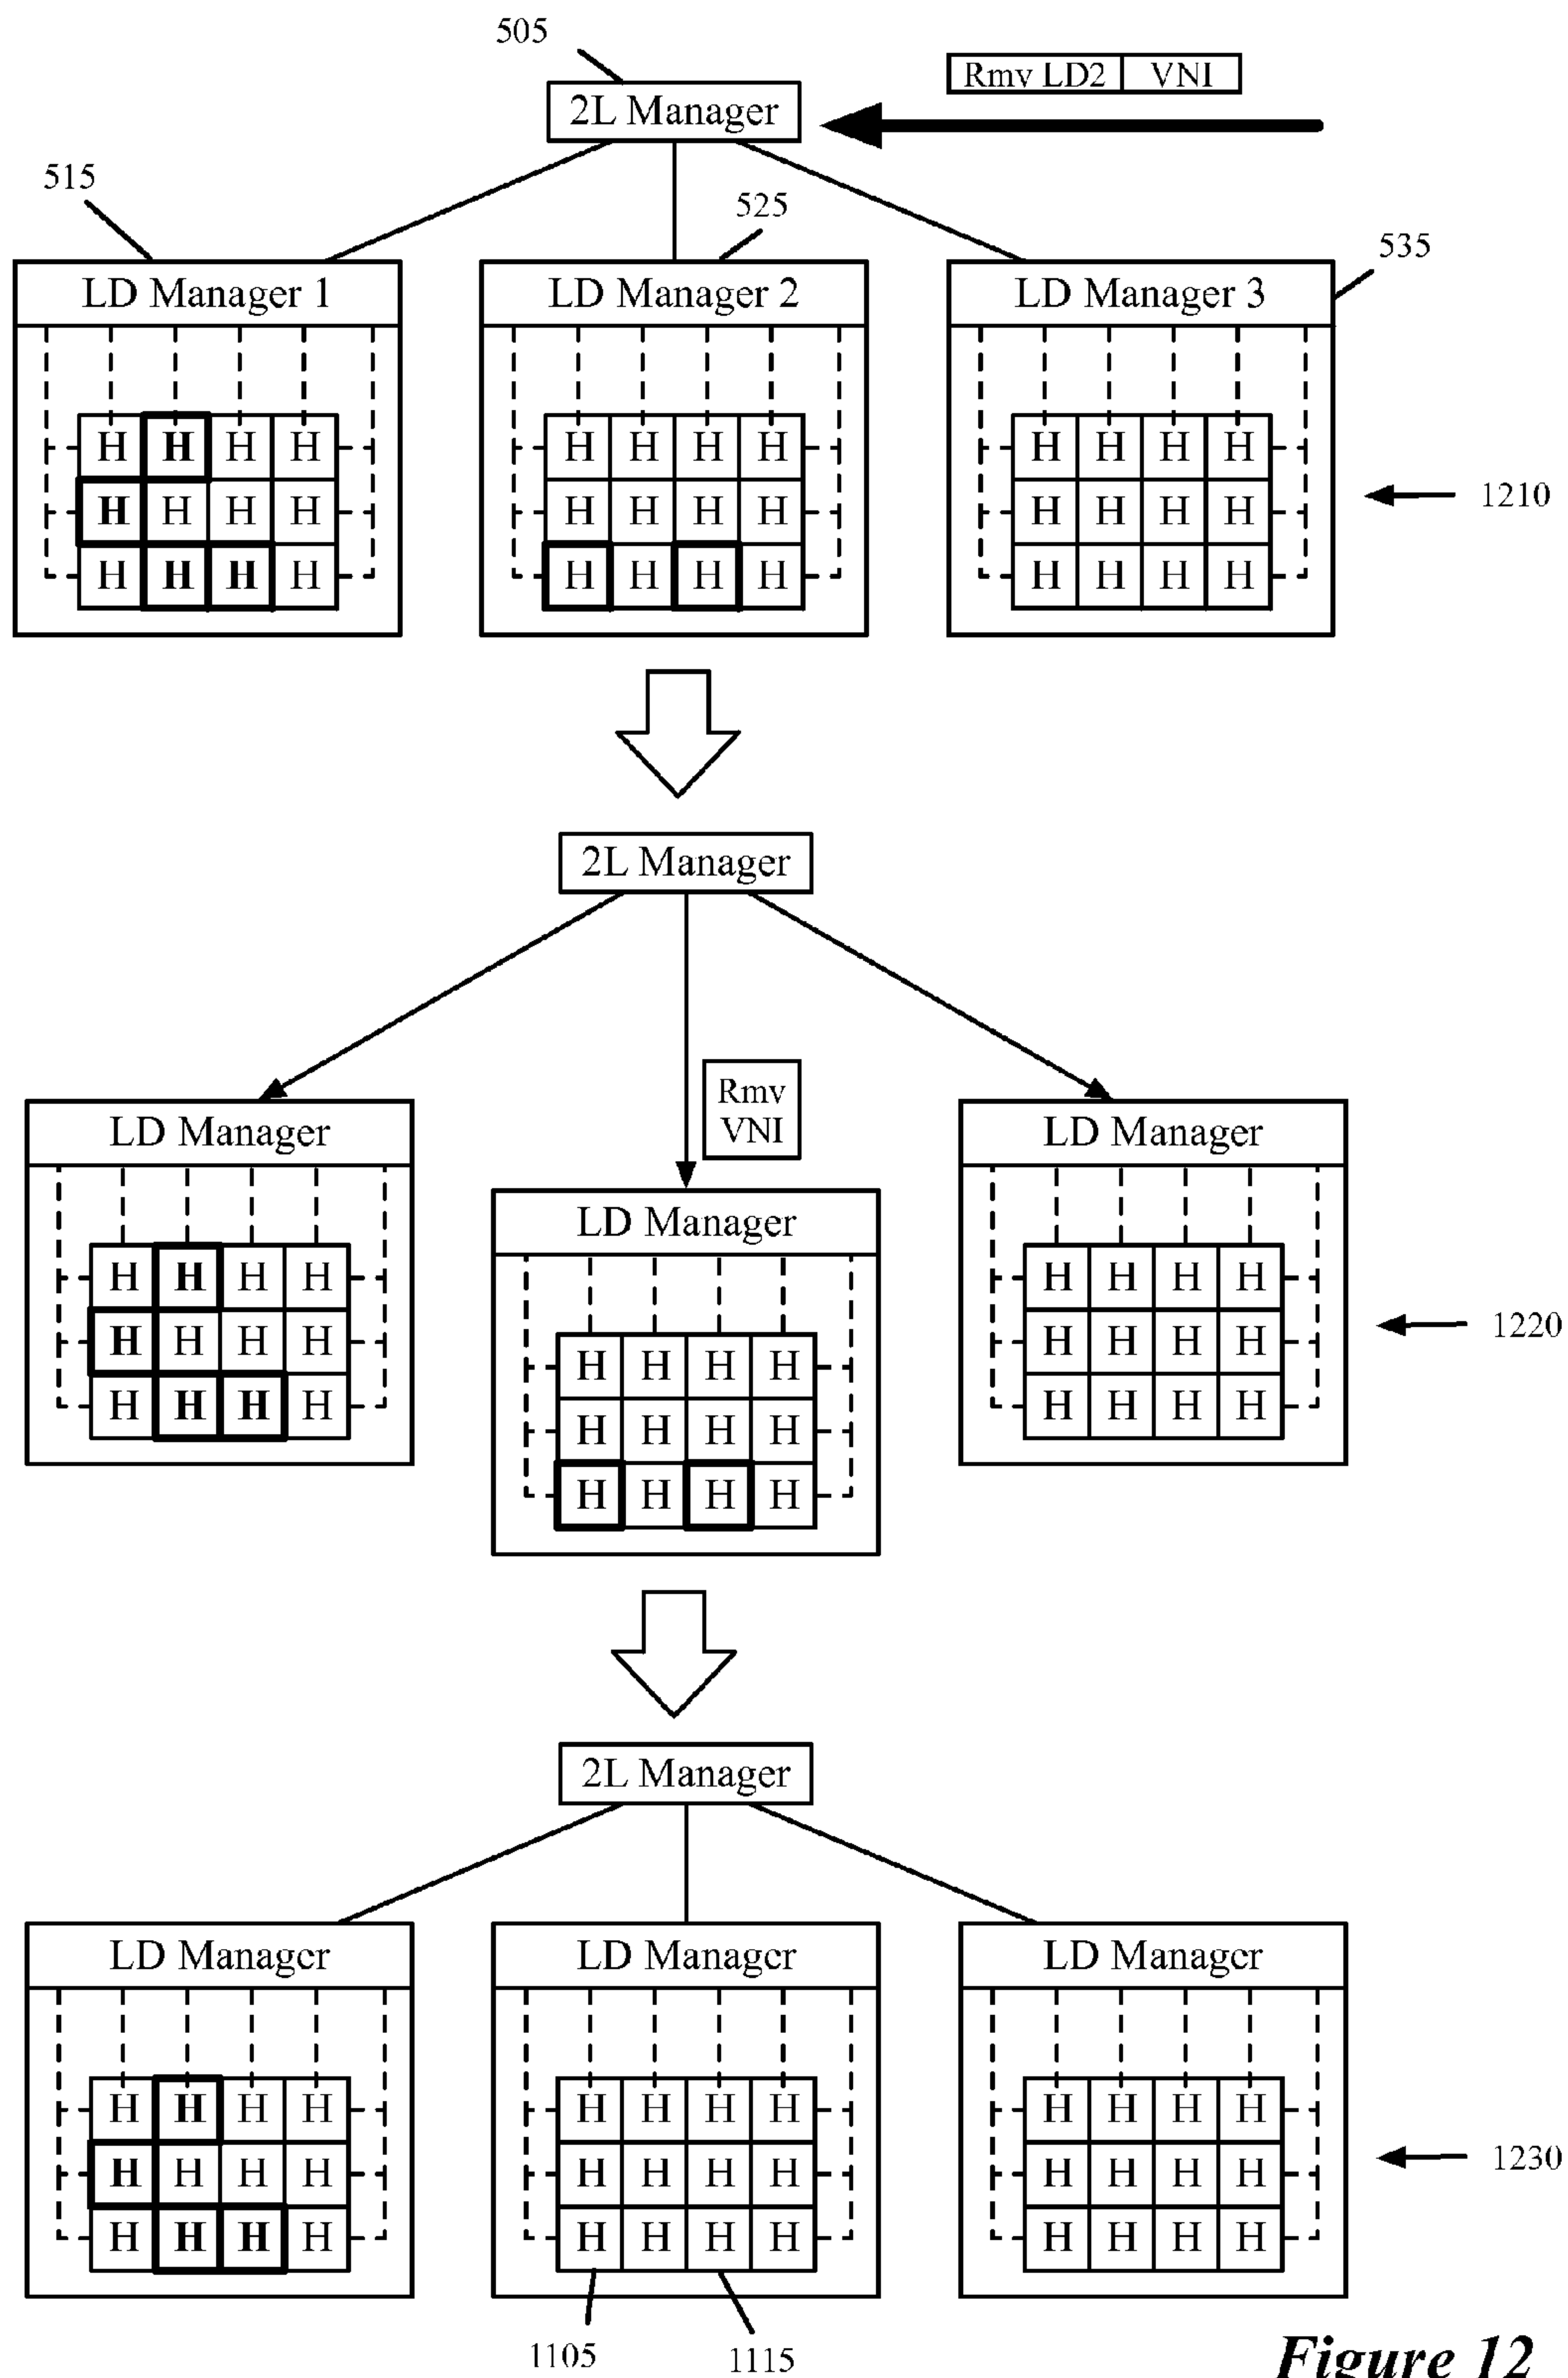 505
Rmv LD2 VNI
2L Manager
515
525
535
LD Manager 1 LD Manager 2 LD Manager 3
H H H H H H H H H H H H
H H H H H H H H H H H H
1210
H H H H H H H H H H H H
2L Manager
Rmv
VNI
LD Manager LD Manager
LD Manager
H H H H H H H H
1220
H H H H H H H H
H H H H
H H H H H H H H
H H H H
H H H H
2L Manager
LD Manager LD Manager LD Manager
H H H H H H H H H H H H
H H H H H H H H H H H H
1230
H H H H H H H H H H H H
1105 1115
Figure 12